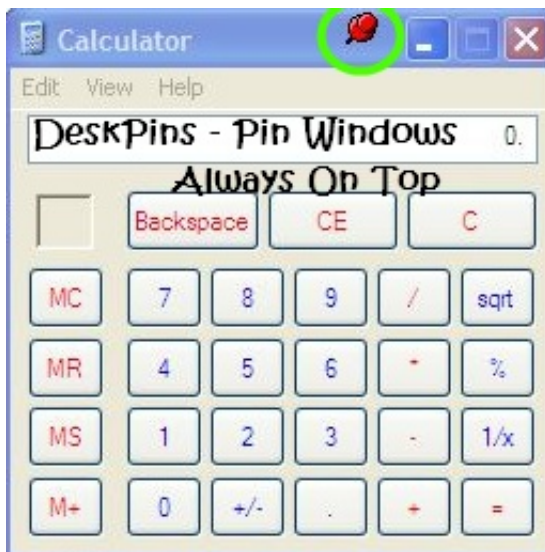 Calculator
Edit View Help
DeskPins - Pin Windows 0.
Always On Top
Backspace CE C
MC 7 8 9 / sqrt
MR 4 5 6 * %
MS 1 2 3 - 1/x
M+ 0 +/- . + =